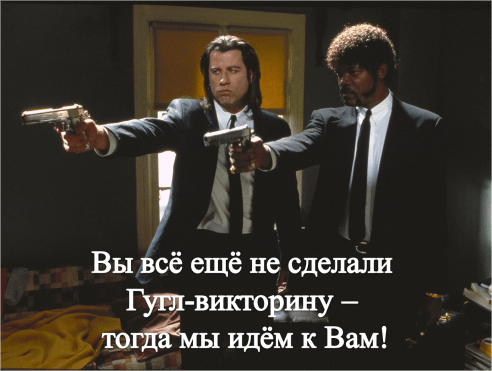 Вы всё ещё не сделали
Гугл-викторину –
тогда мы идём к Вам!